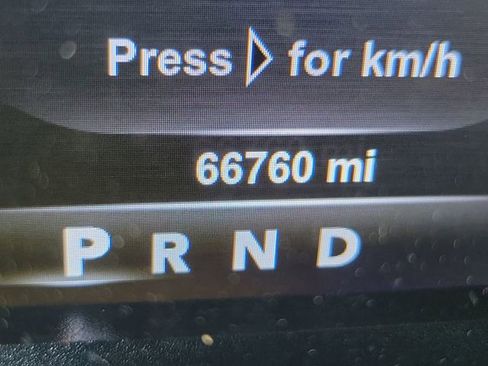 Press ▷ for km/h
66760 mi
P R N D